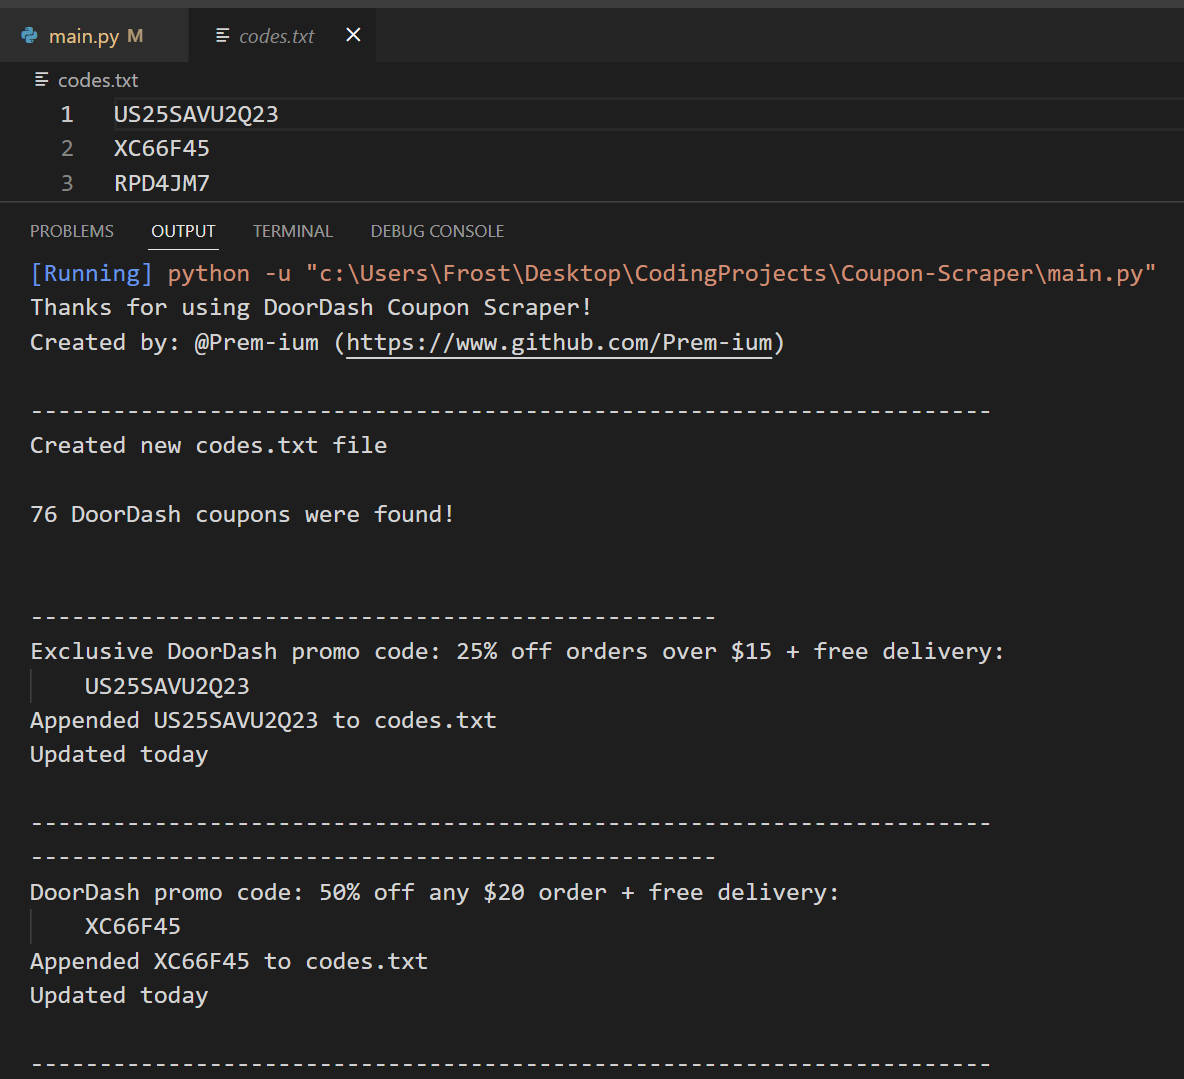 main.py M
codes.txt
codes.txt
1 US25SAVU2Q23
2 XC66F45
3 RPD4JM7
PROBLEMS OUTPUT TERMINAL DEBUG CONSOLE
[Running] python -u "c:\Users\Frost\Desktop\CodingProjects\Coupon-Scraper\main.py"
Thanks for using DoorDash Coupon Scraper!
Created by: @Prem-ium (https://www.github.com/Prem-ium)
----------------------------------------------------------------------
Created new codes.txt file
76 DoorDash coupons were found!
--------------------------------------------------
Exclusive DoorDash promo code: 25% off orders over $15 + free delivery:
US25SAVU2Q23
Appended US25SAVU2Q23 to codes.txt
Updated today
----------------------------------------------------------------------
--------------------------------------------------
DoorDash promo code: 50% off any $20 order + free delivery:
XC66F45
Appended XC66F45 to codes.txt
Updated today
----------------------------------------------------------------------